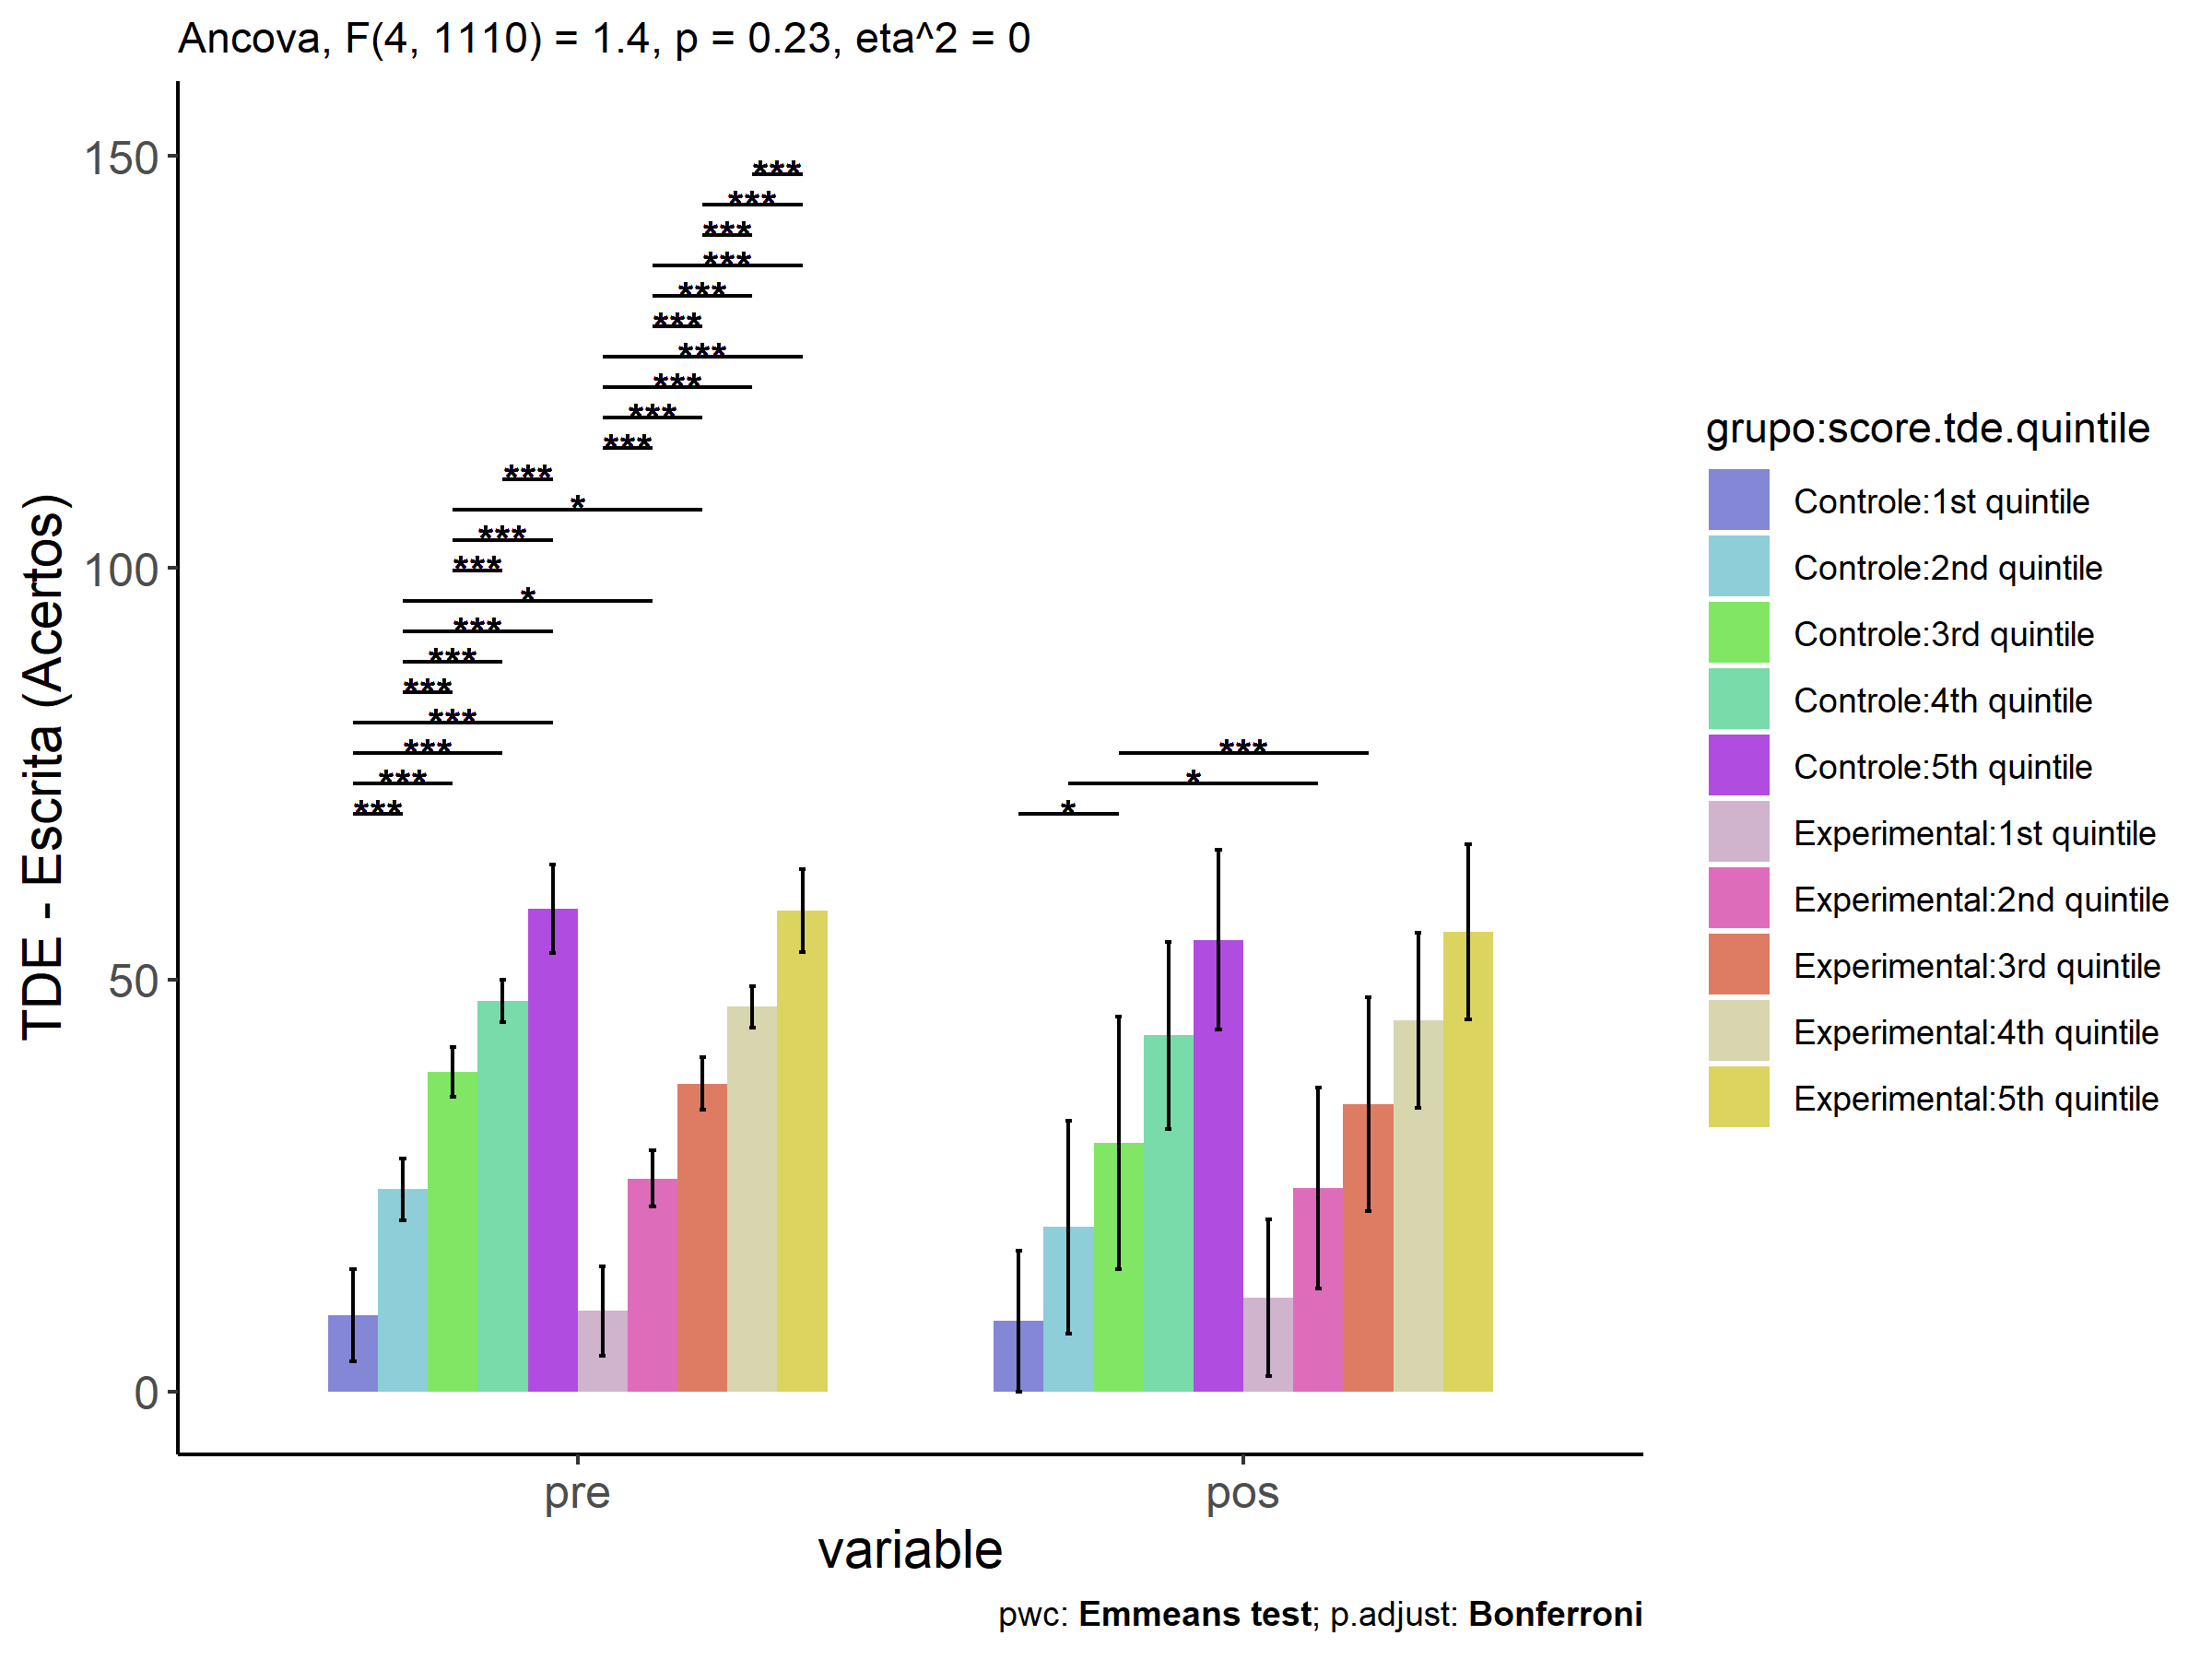 Ancova, F(4, 1110) = 1.4, p = 0.23, eta^2 = 0
TDE - Escrita (Acertos)
150
100
50
0
***
***
***
***
***
***
***
***
***
***
***
*
***
***
*
***
***
***
***
***
***
***
***
*
*
pre
pos
variable
pwc: Emmeans test; p.adjust: Bonferroni
grupo:score.tde.quintile
Controle:1st quintile
Controle:2nd quintile
Controle:3rd quintile
Controle:4th quintile
Controle:5th quintile
Experimental:1st quintile
Experimental:2nd quintile
Experimental:3rd quintile
Experimental:4th quintile
Experimental:5th quintile